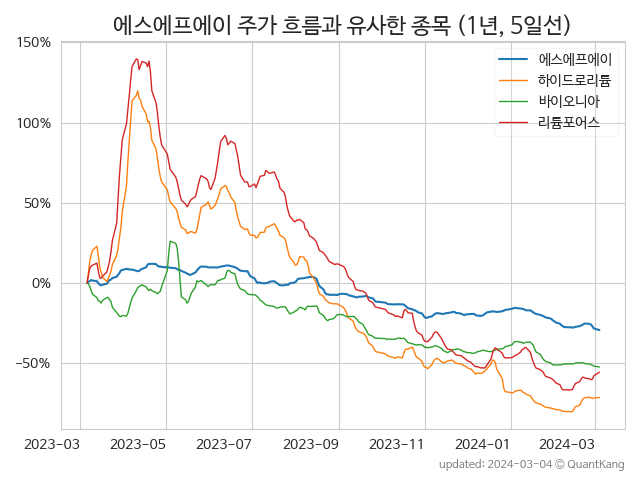 에스에프에이 주가 흐름과 유사한 종목 (1년, 5일선)
150%
100%
50%
0%
−50%
에스에프에이
하이드로리튬
바이오니아
리튬포어스
2023-03
2023-05
2023-07
2023-09
2023-11
2024-01
2024-03
updated: 2024-03-04 © QuantKang